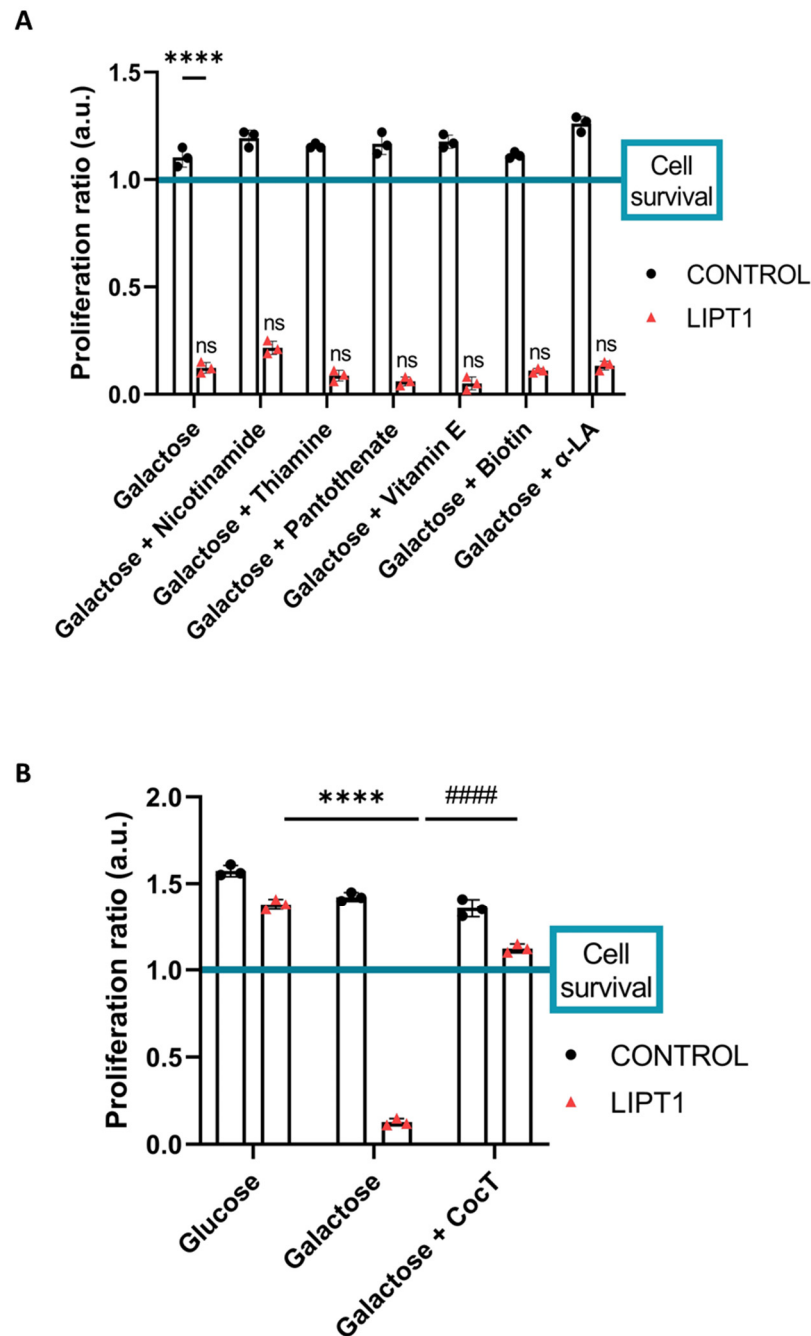 A
****
1.5
1.0
0.5
0.0
Proliferation ratio (a.u.)
ns
ns
ns
ns
ns
ns
ns
Cell
survival
CONTROL
LIPT1
Galactose
Galactose + Nicotinamide
Galactose + Thiamine
Galactose + Pantothenate
Galactose + Vitamin E
Galactose + Biotin
Galactose + α-LA
B
****
####
2.0
1.5
1.0
0.5
0.0
Proliferation ratio (a.u.)
Cell
survival
CONTROL
LIPT1
Glucose
Galactose
Galactose + CocT